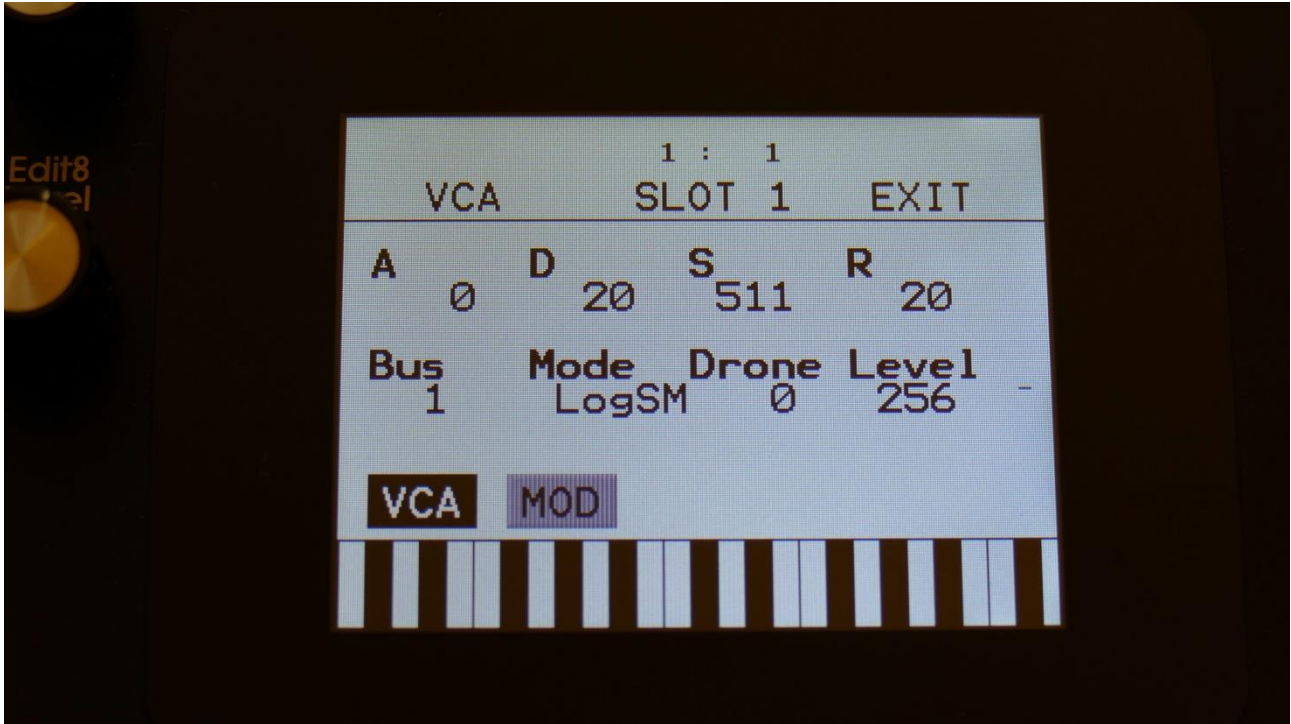 Edit8
1 : 1
VCA SLOT 1 EXIT
A D S R
0 20 511 20
Bus Mode Drone Level
1 LogSM 0 256
VCA MOD